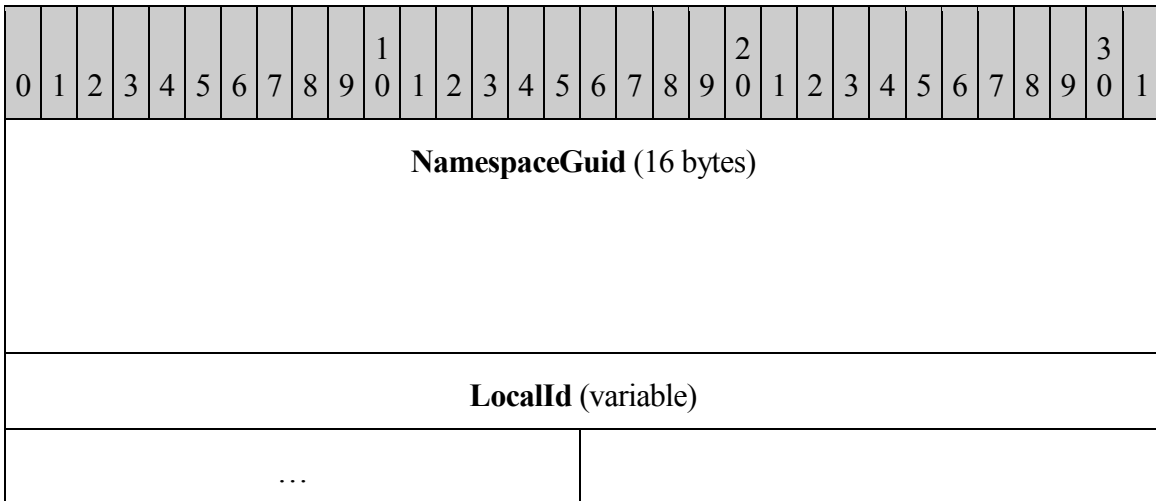 1 2 3
0 1 2 3 4 5 6 7 8 9 0 1 2 3 4 5 6 7 8 9 0 1 2 3 4 5 6 7 8 9 0 1
NamespaceGuid (16 bytes)
LocalId (variable)
…